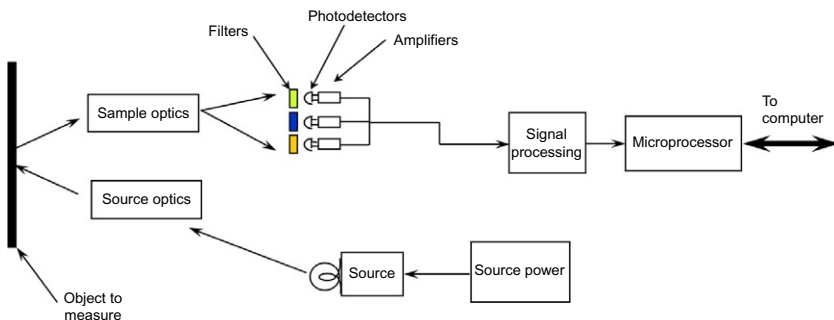 Photodetectors
Filters
Amplifiers
Sample optics
To
computer
Signal
processing
Microprocessor
Source optics
Source
Source power
Object to
measure